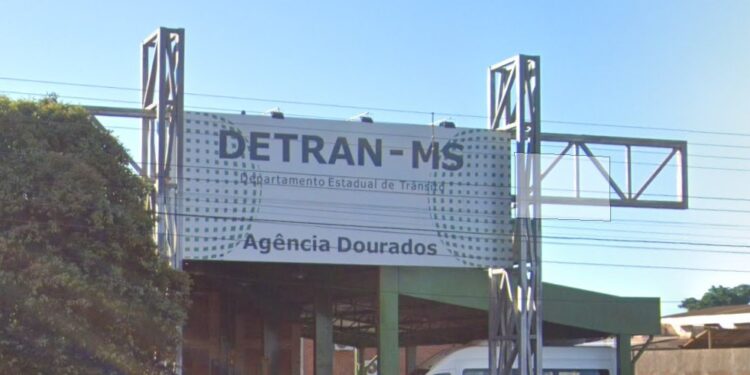 DETRAN-MS
Departamento Estadual de Trânsito
Agência Dourados